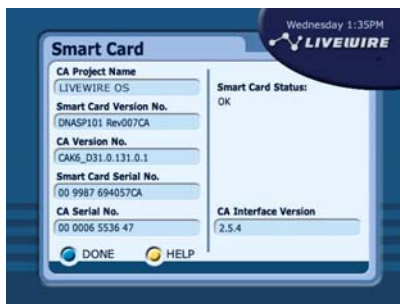 Wednesday 1:35PM
LIVEWIRE
Smart Card
CA Project Name
LIVEWIRE OS
Smart Card Version No.
DNASP101 Rev007CA
CA Version No.
CAK6_D31.0.131.0.1
Smart Card Serial No.
00 9987 694057CA
CA Serial No.
00 0006 5536 47
Smart Card Status:
OK
CA Interface Version
2.5.4
DONE
HELP